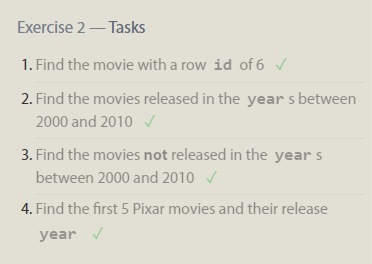 Exercise 2 — Tasks
1. Find the movie with a row id of 6 ✓
2. Find the movies released in the year s between
2000 and 2010 ✓
3. Find the movies not released in the year s
between 2000 and 2010 ✓
4. Find the first 5 Pixar movies and their release
year ✓